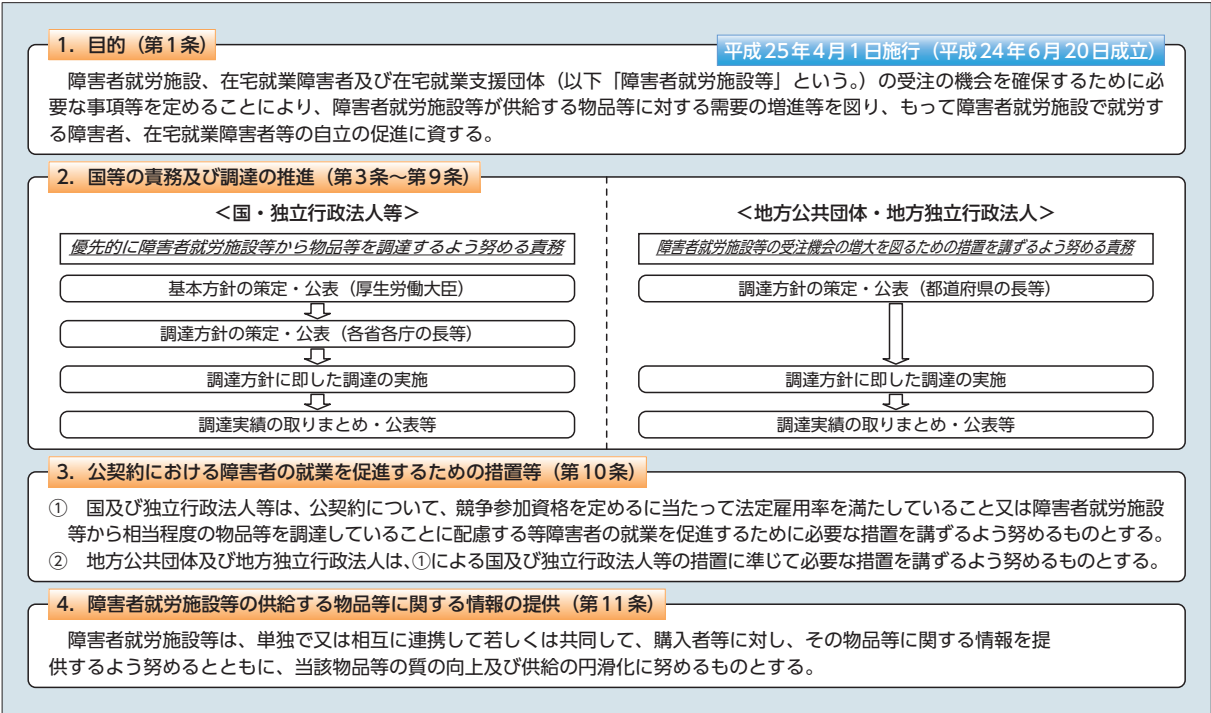 1. 目的（第1条）
平成25年4月1日施行（平成24年6月20日成立）
障害者就労施設、在宅就業障害者及び在宅就業支援団体（以下「障害者就労施設等」という。）の受注の機会を確保するために必
要な事項等を定めることにより、障害者就労施設等が供給する物品等に対する需要の増進等を図り、もって障害者就労施設で就労す
る障害者、在宅就業障害者等の自立の促進に資する。
2. 国等の責務及び調達の推進（第3条～第9条）
＜国・独立行政法人等＞
優先的に障害者就労施設等から物品等を調達するよう努める責務
基本方針の策定・公表（厚生労働大臣）
調達方針の策定・公表（各省各庁の長等）
調達方針に即した調達の実施
調達実績の取りまとめ・公表等
＜地方公共団体・地方独立行政法人＞
障害者就労施設等の受注機会の増大を図るための措置を講ずるよう努める責務
調達方針の策定・公表（都道府県の長等）
調達方針に即した調達の実施
調達実績の取りまとめ・公表等
3. 公契約における障害者の就業を促進するための措置等（第10条）
① 国及び独立行政法人等は、公契約について、競争参加資格を定めるに当たって法定雇用率を満たしていること又は障害者就労施設
等から相当程度の物品等を調達していることに配慮する等障害者の就業を促進するために必要な措置を講ずるよう努めるものとする。
② 地方公共団体及び地方独立行政法人は、①による国及び独立行政法人等の措置に準じて必要な措置を講ずるよう努めるものとする。
4. 障害者就労施設等の供給する物品等に関する情報の提供（第11条）
障害者就労施設等は、単独で又は相互に連携して若しくは共同して、購入者等に対し、その物品等に関する情報を提
供するよう努めるとともに、当該物品等の質の向上及び供給の円滑化に努めるものとする。